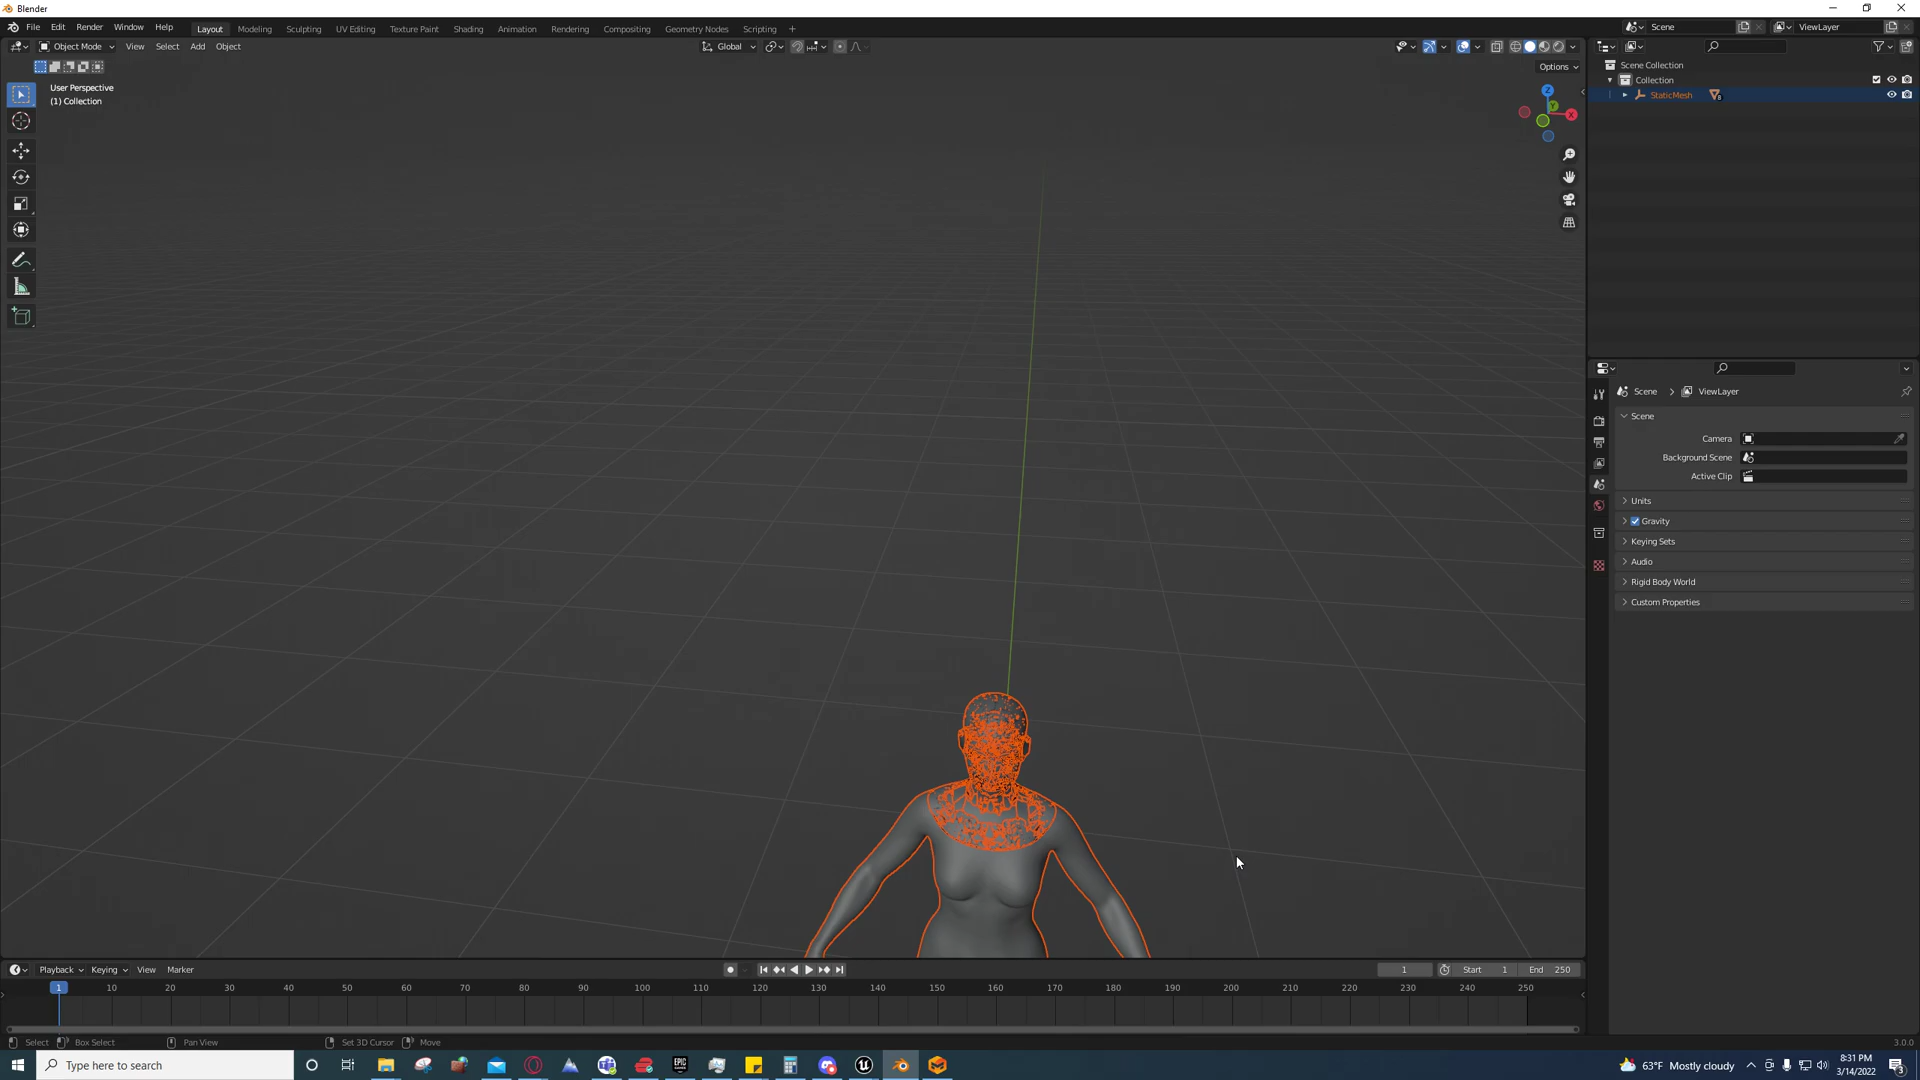 Blender
File Edit Render Window Help Layout Modeling Sculpting UV Editing Texture Paint Shading Animation Rendering Compositing Geometry Nodes Scripting + Scene ViewLayer
Object Mode View Select Add Object Global
Options
User Perspective
(1) Collection
Z
Y
X
Scene Collection
Collection
StaticMesh
Scene > ViewLayer
Scene
Camera
Background Scene
Active Clip
Units
Gravity
Keying Sets
Audio
Rigid Body World
Custom Properties
Playback Keying View Marker 1 Start 1 End 250
1 10 20 30 40 50 60 70 80 90 100 110 120 130 140 150 160 170 180 190 200 210 220 230 240 250
Select Box Select Pan View Set 3D Cursor Move 3.0.0
Type here to search
63°F Mostly cloudy
8:31 PM
3/14/2022